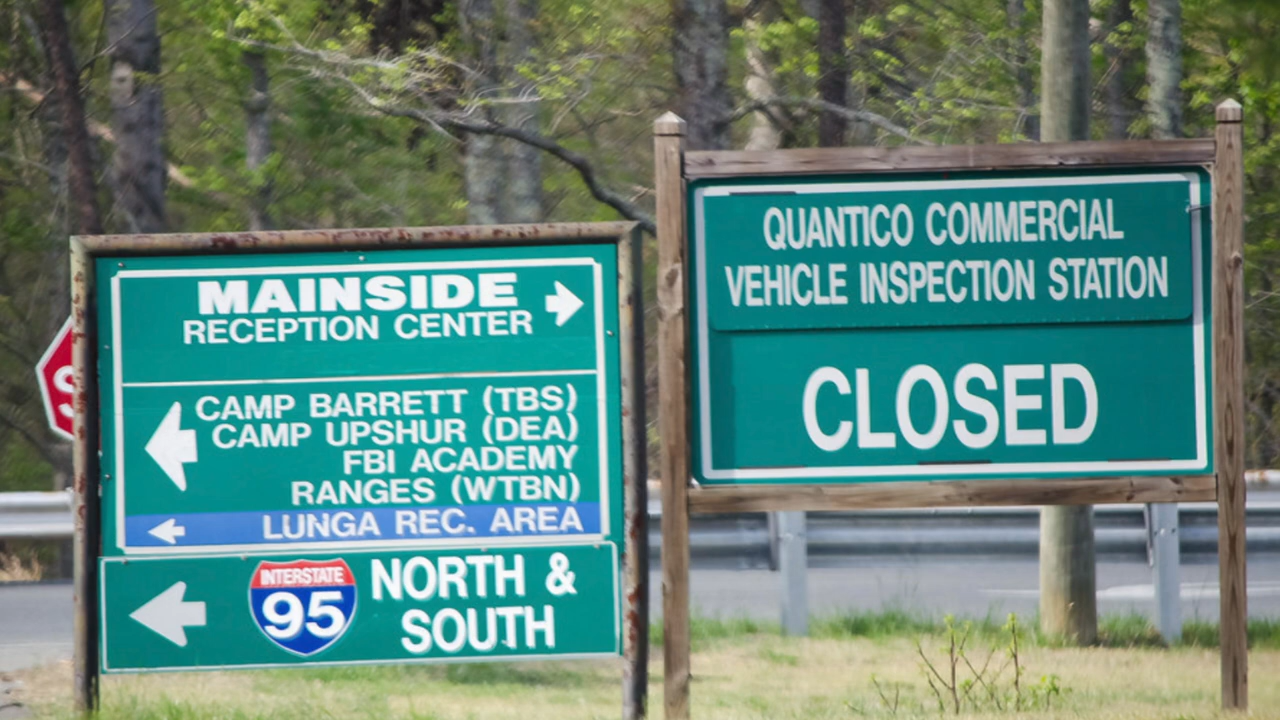 MAINSIDE
RECEPTION CENTER
CAMP BARRETT (TBS)
CAMP UPSHUR (DEA)
FBI ACADEMY
RANGES (WTBN)
LUNGA REC. AREA
INTERSTATE
95
NORTH &
SOUTH
QUANTICO COMMERCIAL
VEHICLE INSPECTION STATION
CLOSED